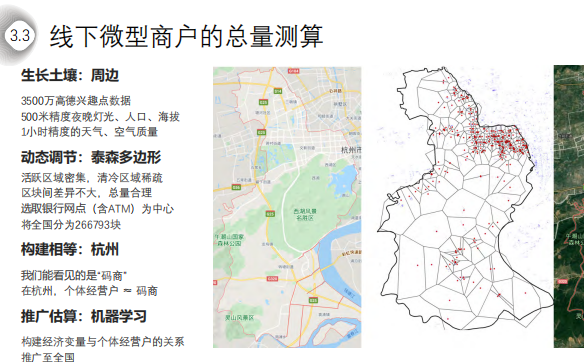 3.3 线下微型商户的总量测算
生长土壤：周边
3500万高德兴趣点数据
500米精度夜晚灯光、人口、海拔
1小时精度的天气、空气质量
动态调节：泰森多边形
活跃区域密集，清冷区域稀疏
区块间差异不大，总量合理
选取银行网点（含ATM）为中心
将全国分为266793块
构建相等：杭州
我们能看见的是“码商”
在杭州，个体经营户 ≈ 码商
推广估算：机器学习
构建经济变量与个体经营户的关系
推广至全国
杭州市
西湖风景
名胜区
午潮山国家
森林公园
灵山风景区